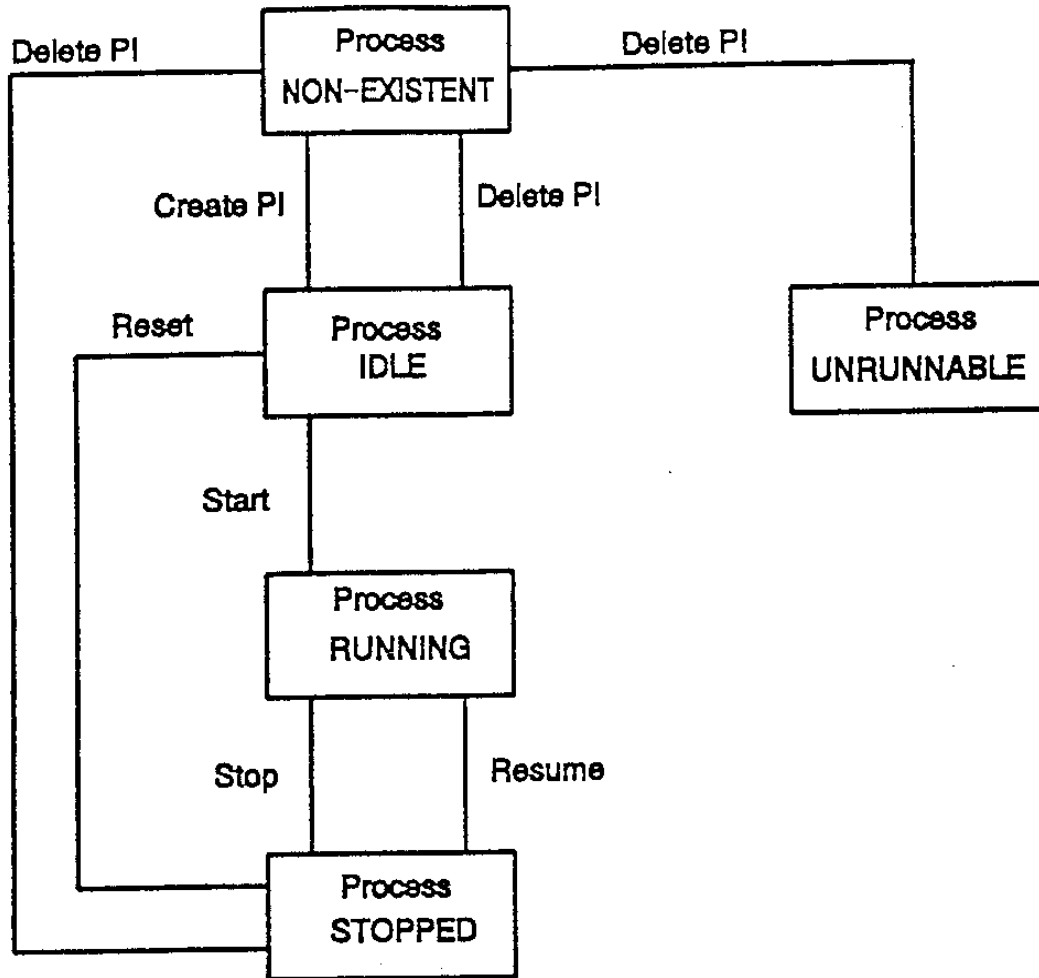 Delete PI
Process
NON-EXISTENT
Delete PI
Create PI
Delete PI
Reset
Process
IDLE
Process
UNRUNNABLE
Start
Process
RUNNING
Stop
Resume
Process
STOPPED